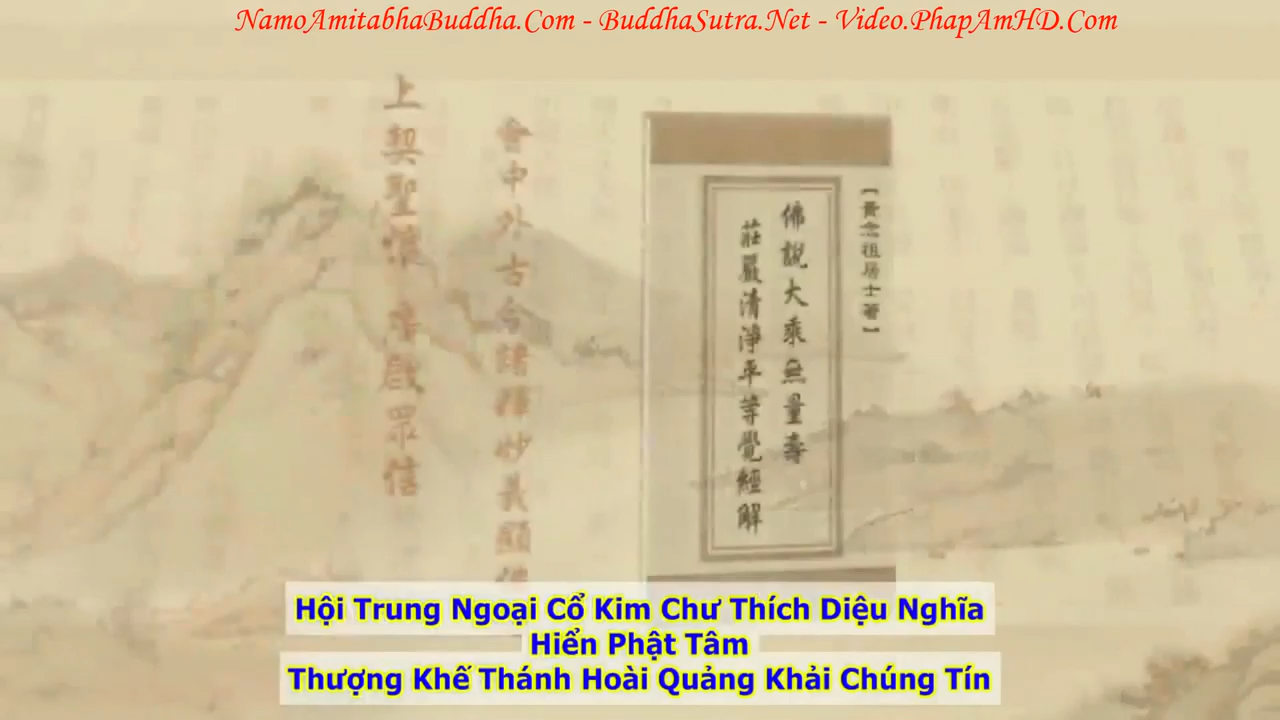 NamoAmitabhaBuddha.Com - BuddhaSutra.Net - Video.PhapAmHD.Com
【黃念祖居士著】
佛說大乘無量壽
莊嚴清淨平等覺經解
會中外古今諸釋妙義顯佛
上契聖懷 啟眾信
Hội Trung Ngoại Cổ Kim Chư Thích Diệu Nghĩa
Hiển Phật Tâm
Thượng Khế Thánh Hoài Quảng Khải Chúng Tín